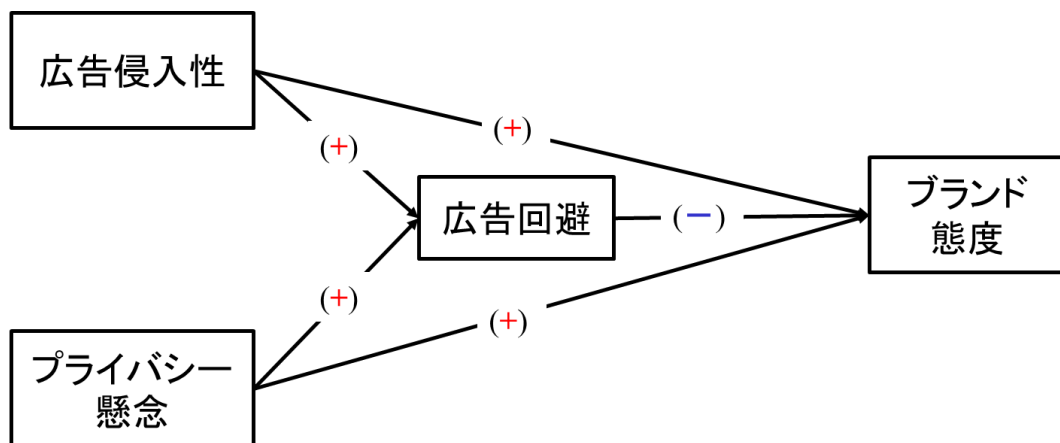 広告侵入性
(+)
(+)
広告回避
(－)
ブランド
態度
(+)
(+)
プライバシー
懸念